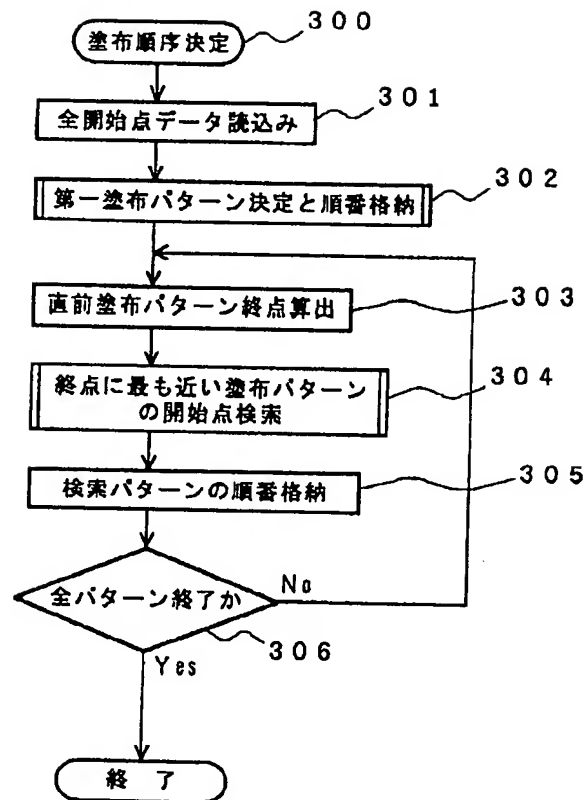 塗布順序決定
３００
３０１
全開始点データ読込み
３０２
第一塗布パターン決定と順番格納
直前塗布パターン終点算出
３０３
３０４
終点に最も近い塗布パターン
の開始点検索
３０５
検索パターンの順番格納
全パターン終了か
No
３０６
Yes
終 了